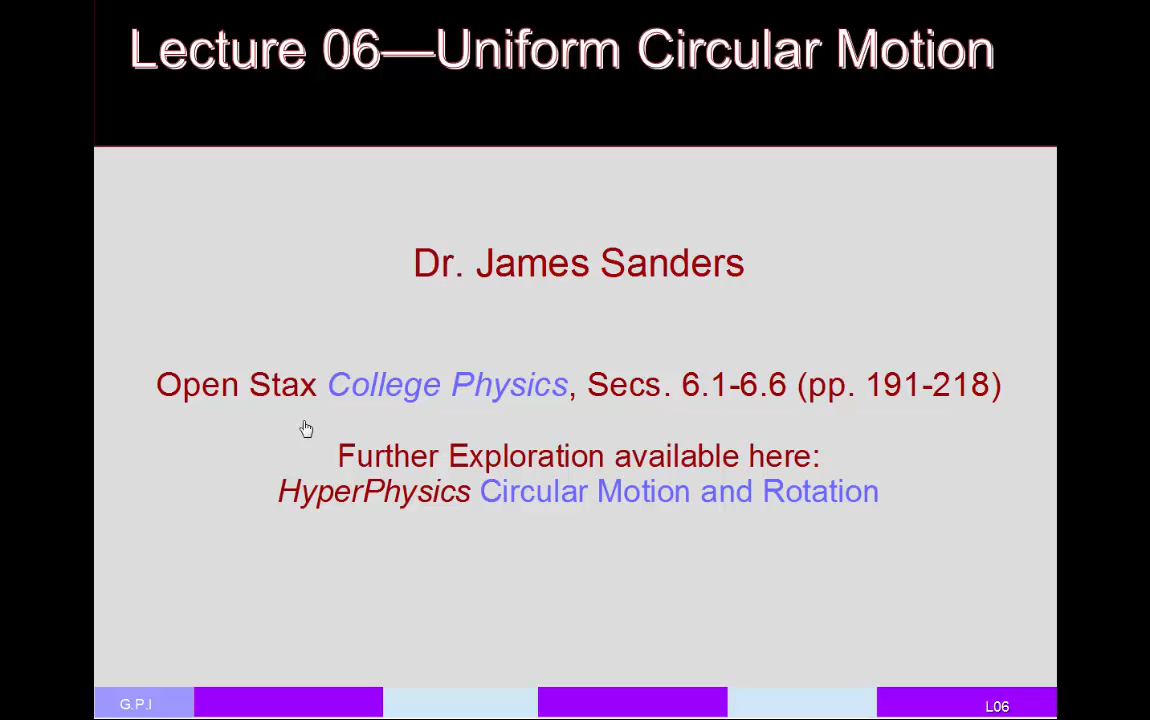 Lecture 06—Uniform Circular Motion
Dr. James Sanders
Open Stax College Physics, Secs. 6.1-6.6 (pp. 191-218)
Further Exploration available here:
HyperPhysics Circular Motion and Rotation
G.P.I
L06